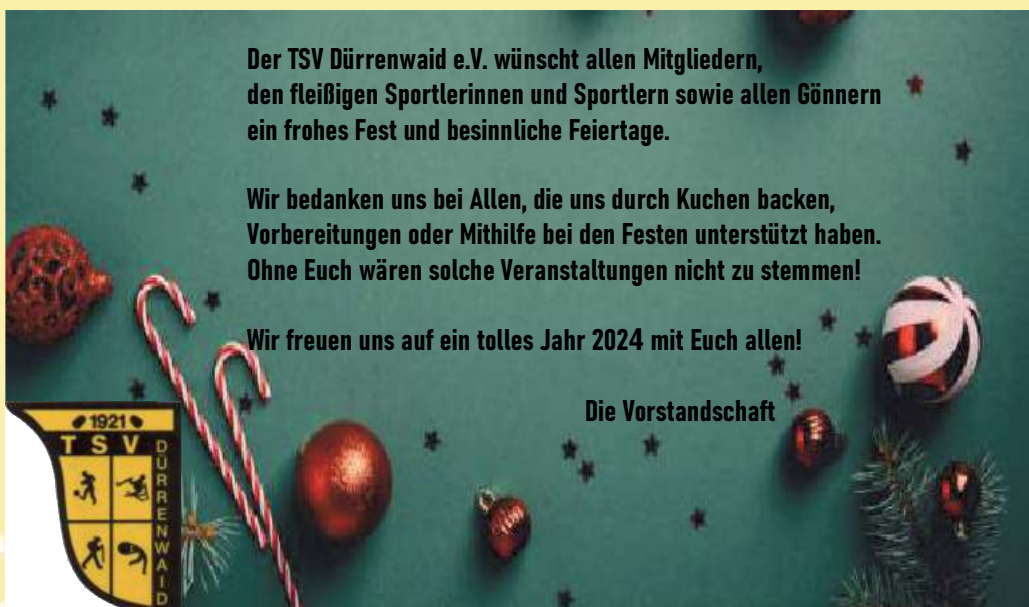 Der TSV Dürrenwaid e.V. wünscht allen Mitgliedern,
den fleißigen Sportlerinnen und Sportlern sowie allen Gönnern
ein frohes Fest und besinnliche Feiertage.
Wir bedanken uns bei Allen, die uns durch Kuchen backen,
Vorbereitungen oder Mithilfe bei den Festen unterstützt haben.
Ohne Euch wären solche Veranstaltungen nicht zu stemmen!
Wir freuen uns auf ein tolles Jahr 2024 mit Euch allen!
Die Vorstandschaft
1921
TSV
DÜRRENWAID